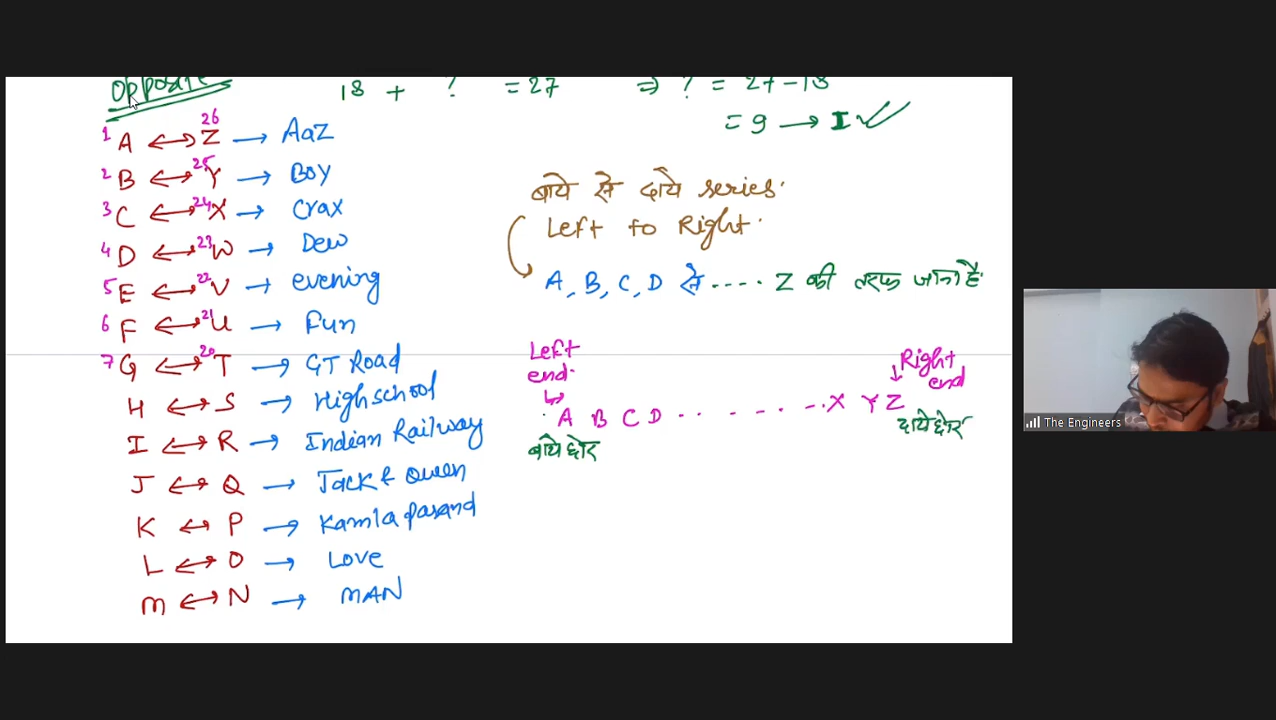 Opposite
18 + ? = 27 ⇒ ? = 27-18
= 9 → I ✓
1 A ↔ Z 26 → AaZ
2 B ↔ Y 25 → BOY
3 C ↔ X 24 → Crax
4 D ↔ W 23 → Dew
5 E ↔ V 22 → evening
6 F ↔ U 21 → Fun
7 G ↔ T 20 → GT Road
H ↔ S → High school
I ↔ R → Indian Railway
J ↔ Q → Jack & Queen
K ↔ P → Kamla Pasand
L ↔ O → Love
M ↔ N → MAN
बाये से दाये series.
Left to Right.
A, B, C, D से .... Z की तरफ जाना है.
Left end.
Right end
A B C D .. - - - .. X Y Z
बाये छोर
दाये छोर
The Engineers